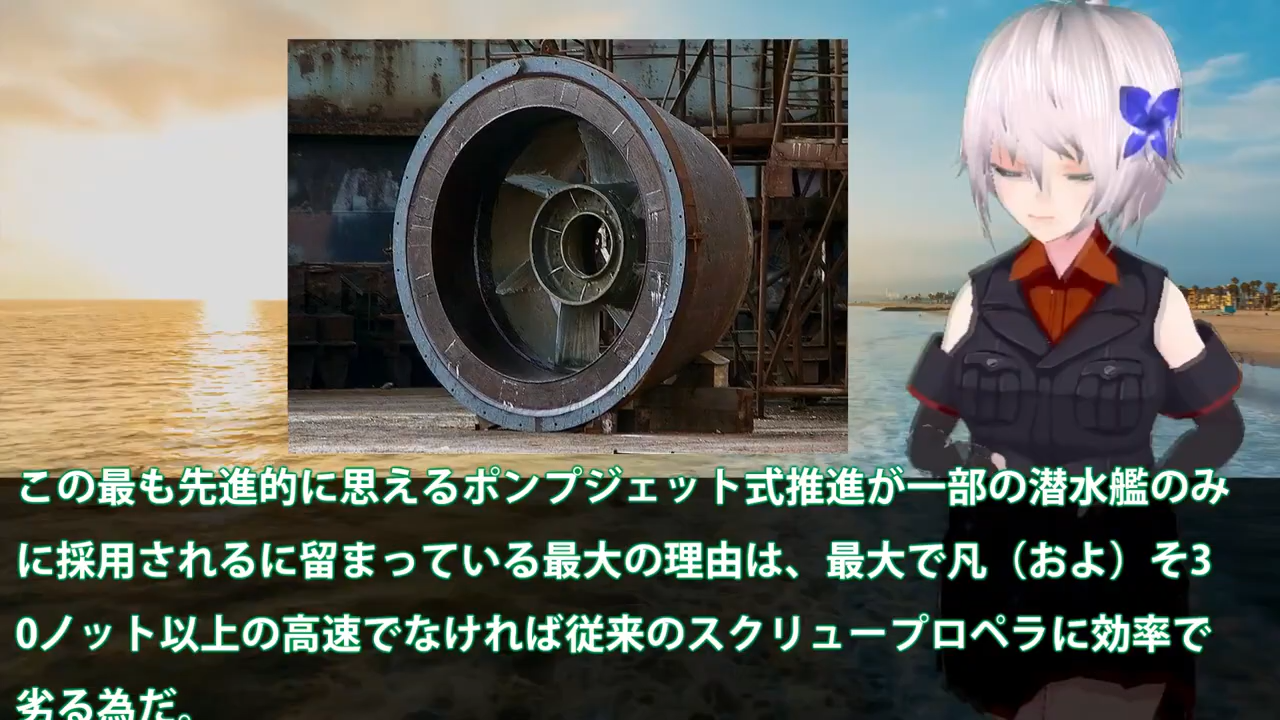 この最も先進的に思えるポンプジェット式推進が一部の潜水艦のみ
に採用されるに留まっている最大の理由は、最大で凡（およ）そ3
0ノット以上の高速でなければ従来のスクリュープロペラに効率で
劣る為だ。